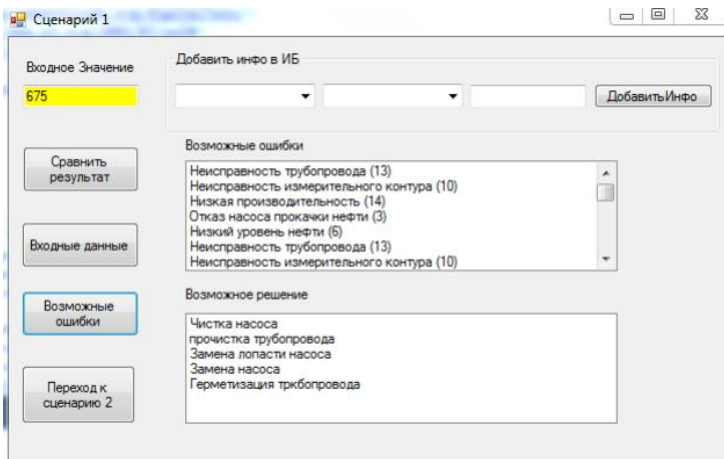 Сценарий 1
Входное Значение
675
Добавить инфо в ИБ
ДобавитьИнфо
Сравнить
результат
Входные данные
Возможные
ошибки
Переход к
сценарию 2
Возможные ошибки
Неисправность трубопровода (13)
Неисправность измерительного контура (10)
Низкая производительность (14)
Отказ насоса прокачки нефти (3)
Низкий уровень нефти (6)
Неисправность трубопровода (13)
Неисправность измерительного контура (10)
Возможное решение
Чистка насоса
прочистка трубопровода
Замена лопасти насоса
Замена насоса
Герметизация тркбопровода